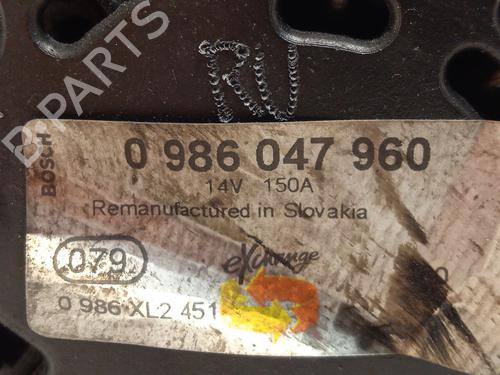 RU
B-PARTS
BOSCH
0 986 047 960
14V 150A
Remanufactured in Slovakia
eXchange
079
0 986 XL2 451